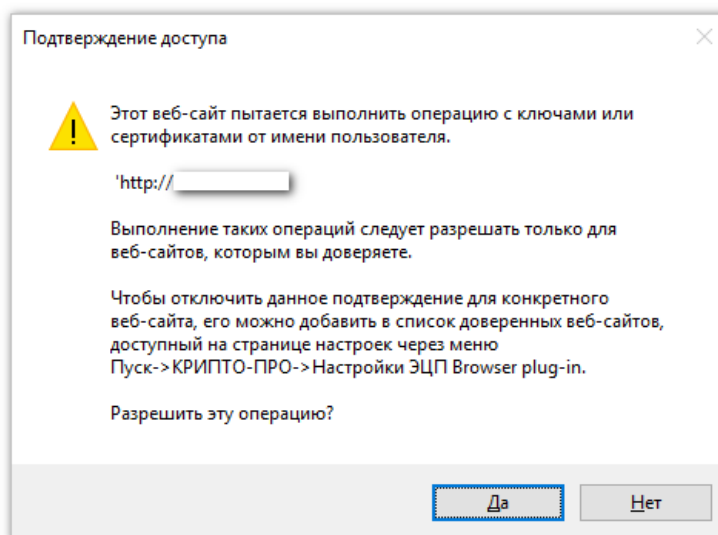 Подтверждение доступа
Этот веб-сайт пытается выполнить операцию с ключами или
сертификатами от имени пользователя.
'http://
Выполнение таких операций следует разрешать только для
веб-сайтов, которым вы доверяете.
Чтобы отключить данное подтверждение для конкретного
веб-сайта, его можно добавить в список доверенных веб-сайтов,
доступный на странице настроек через меню
Пуск->КРИПТО-ПРО->Настройки ЭЦП Browser plug-in.
Разрешить эту операцию?
Да
Нет